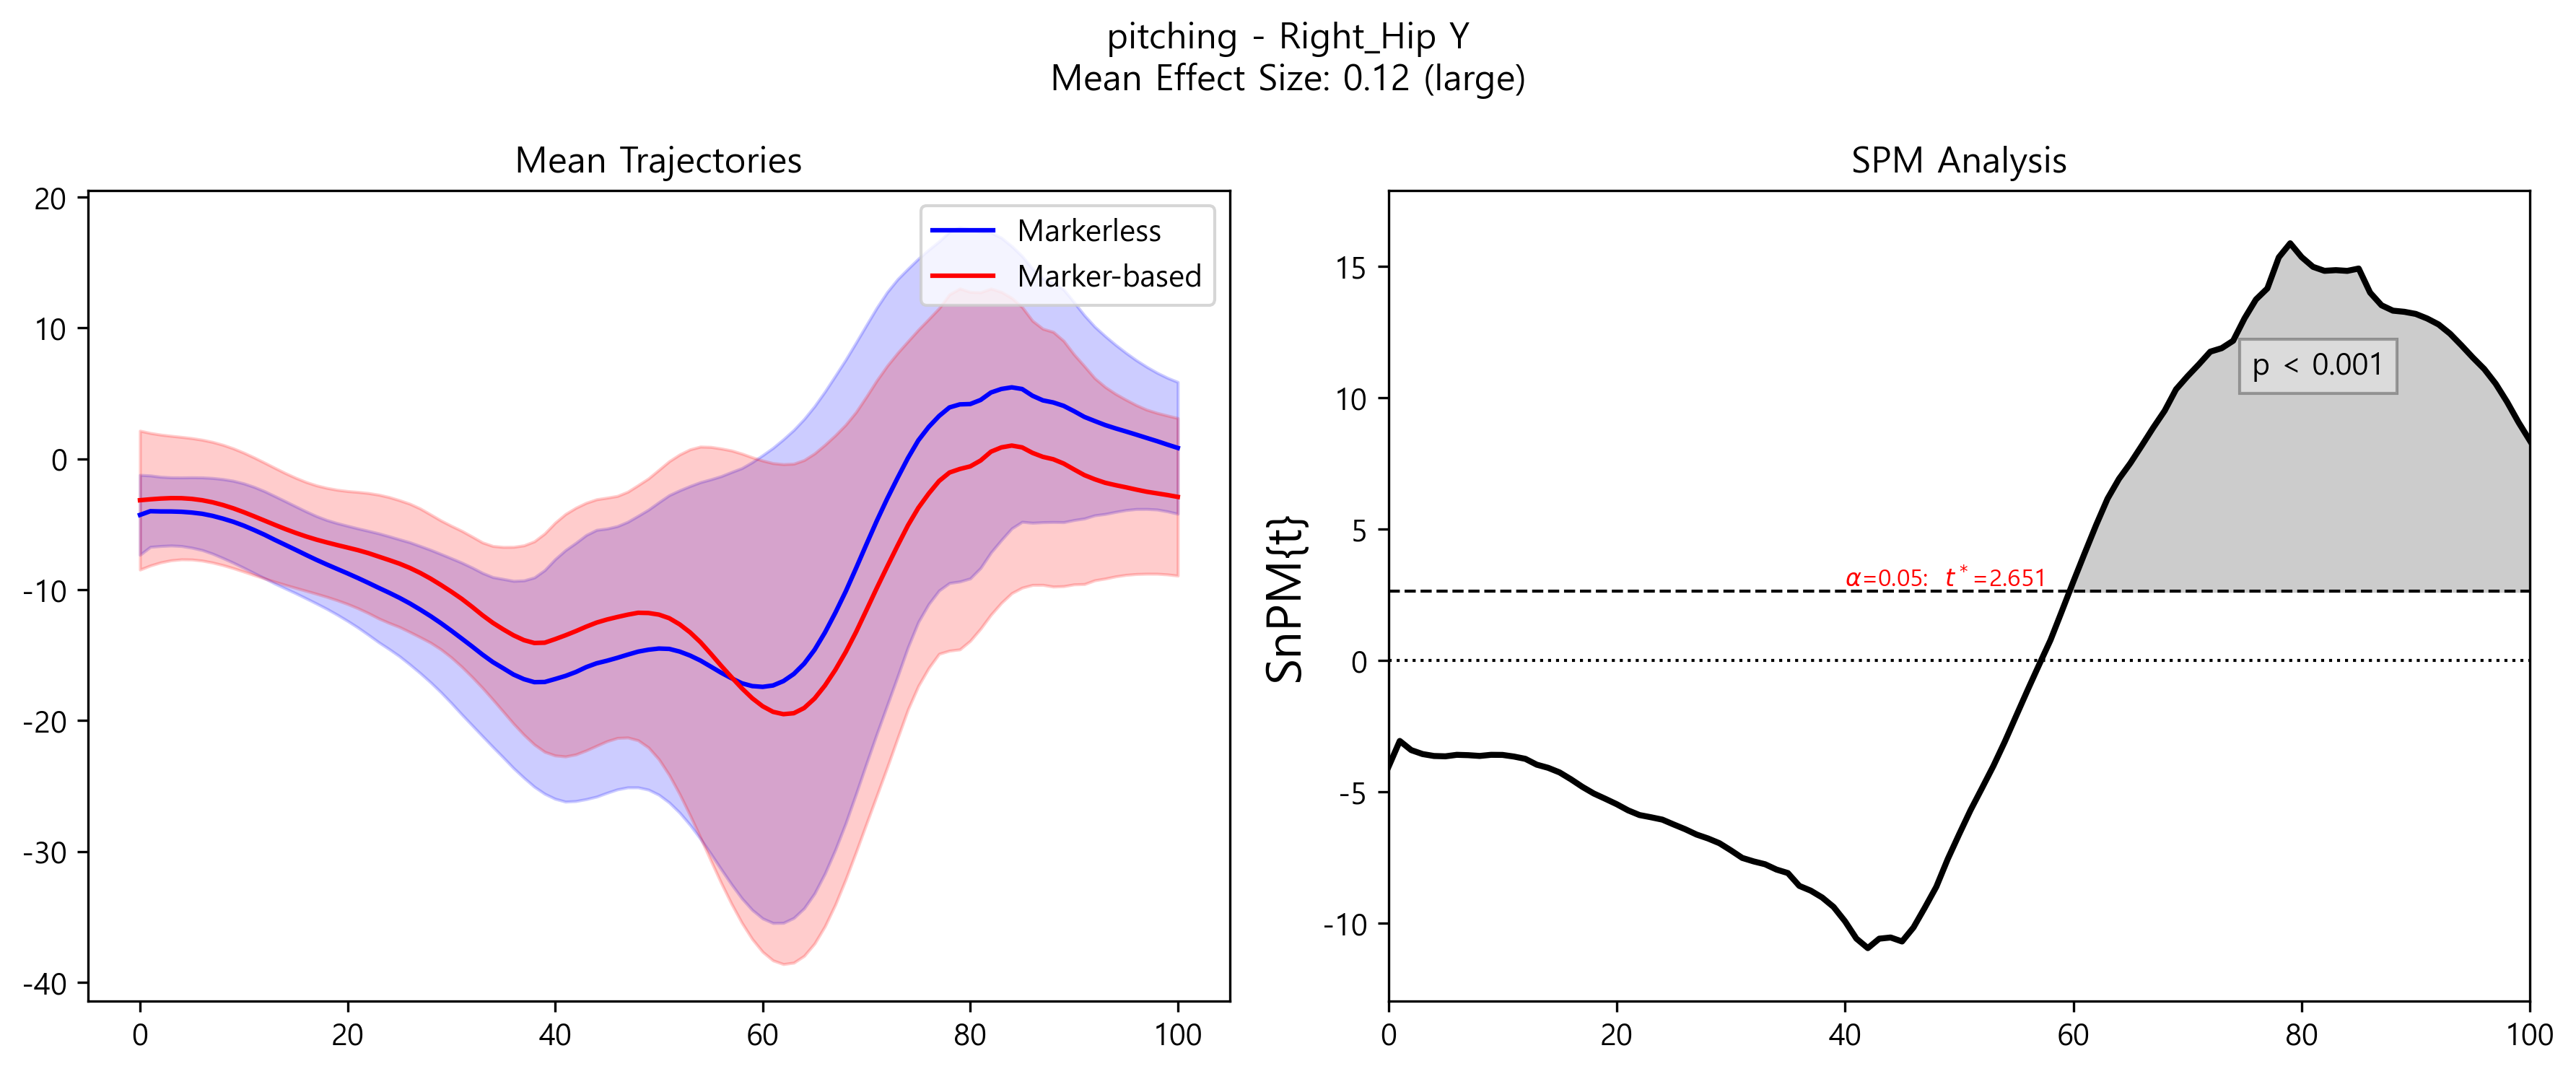 pitching - Right_Hip Y
Mean Effect Size: 0.12 (large)
Mean Trajectories
20
10
0
-10
-20
-30
-40
0 20 40 60 80 100
Markerless
Marker-based
SPM Analysis
SnPM{t}
15
10
5
0
-5
-10
0 20 40 60 80 100
p < 0.001
α=0.05: t*=2.651